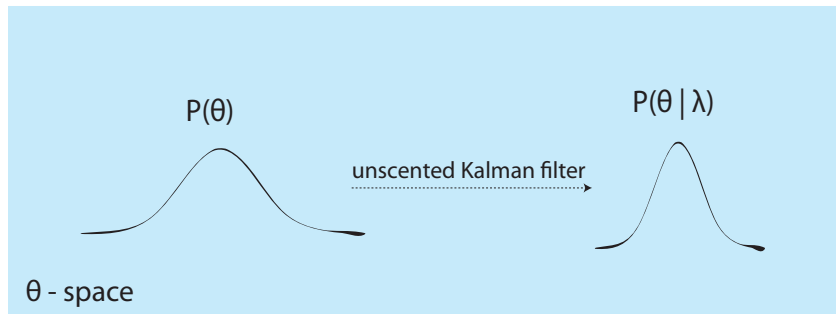 P(θ)
P(θ | λ)
unscented Kalman filter
θ - space